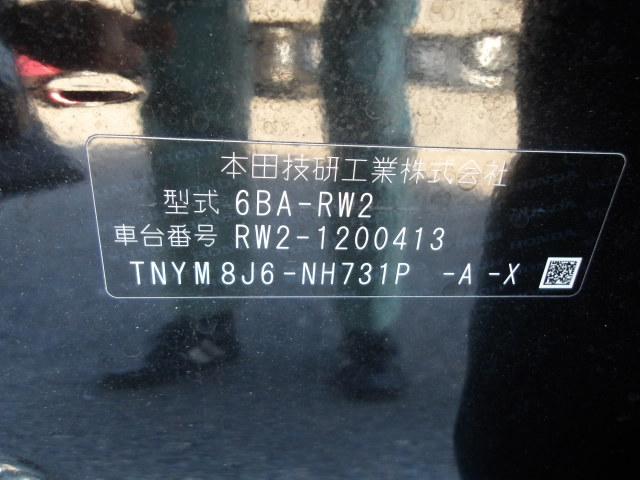 本田技研工業株式会社
型式 6BA-RW2
車台番号 RW2-1200413
TNYM8J6-NH731P -A-X